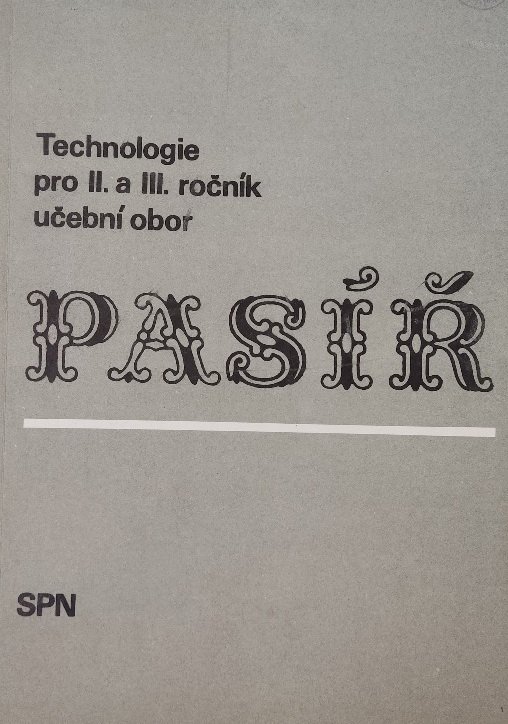 Technologie
pro II. a III. ročník
učební obor
PASÍŘ
SPN